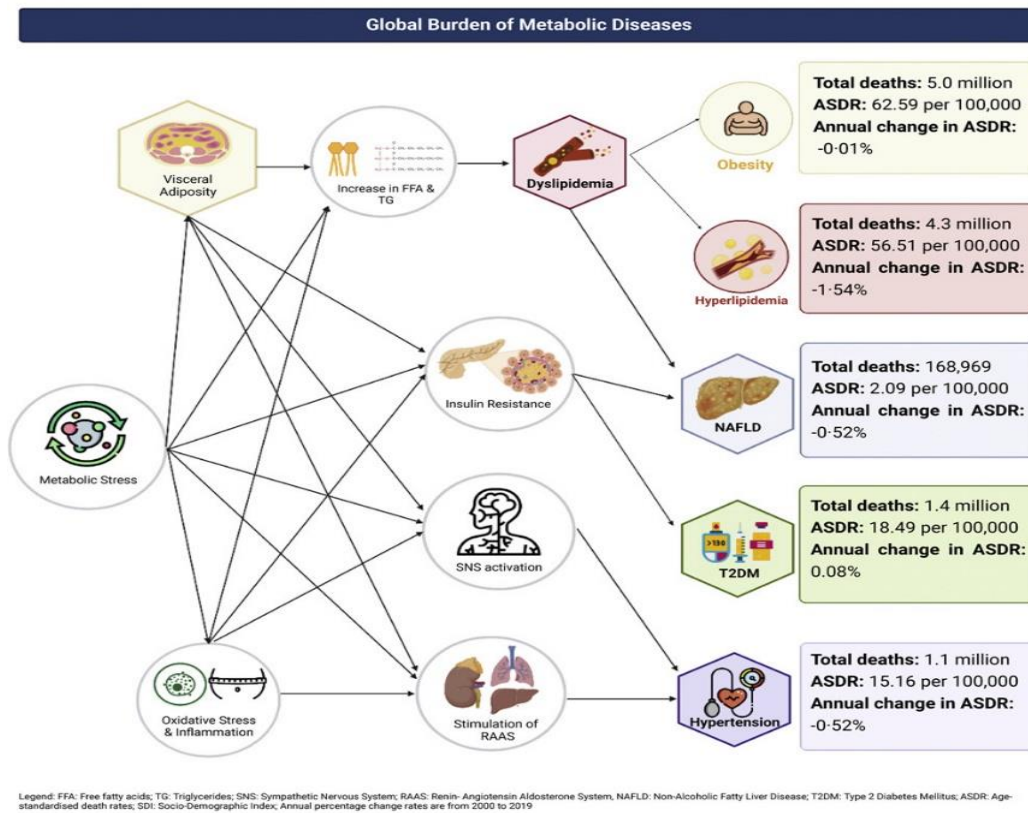 Global Burden of Metabolic Diseases
Visceral
Adiposity
Increase in FFA &
TG
Dyslipidemia
Obesity
Total deaths: 5.0 million
ASDR: 62.59 per 100,000
Annual change in ASDR:
-0·01%
Hyperlipidemia
Total deaths: 4.3 million
ASDR: 56.51 per 100,000
Annual change in ASDR:
-1·54%
Insulin Resistance
NAFLD
Total deaths: 168,969
ASDR: 2.09 per 100,000
Annual change in ASDR:
-0·52%
Metabolic Stress
SNS activation
>130
T2DM
Total deaths: 1.4 million
ASDR: 18.49 per 100,000
Annual change in ASDR:
0.08%
Oxidative Stress
& Inflammation
Stimulation of
RAAS
Hypertension
Total deaths: 1.1 million
ASDR: 15.16 per 100,000
Annual change in ASDR:
-0·52%
Legend: FFA: Free fatty acids; TG: Triglycerides; SNS: Sympathetic Nervous System; RAAS: Renin- Angiotensin Aldosterone System, NAFLD: Non-Alcoholic Fatty Liver Disease; T2DM: Type 2 Diabetes Mellitus; ASDR: Age-
standardised death rates; SDI: Socio-Demographic Index; Annual percentage change rates are from 2000 to 2019